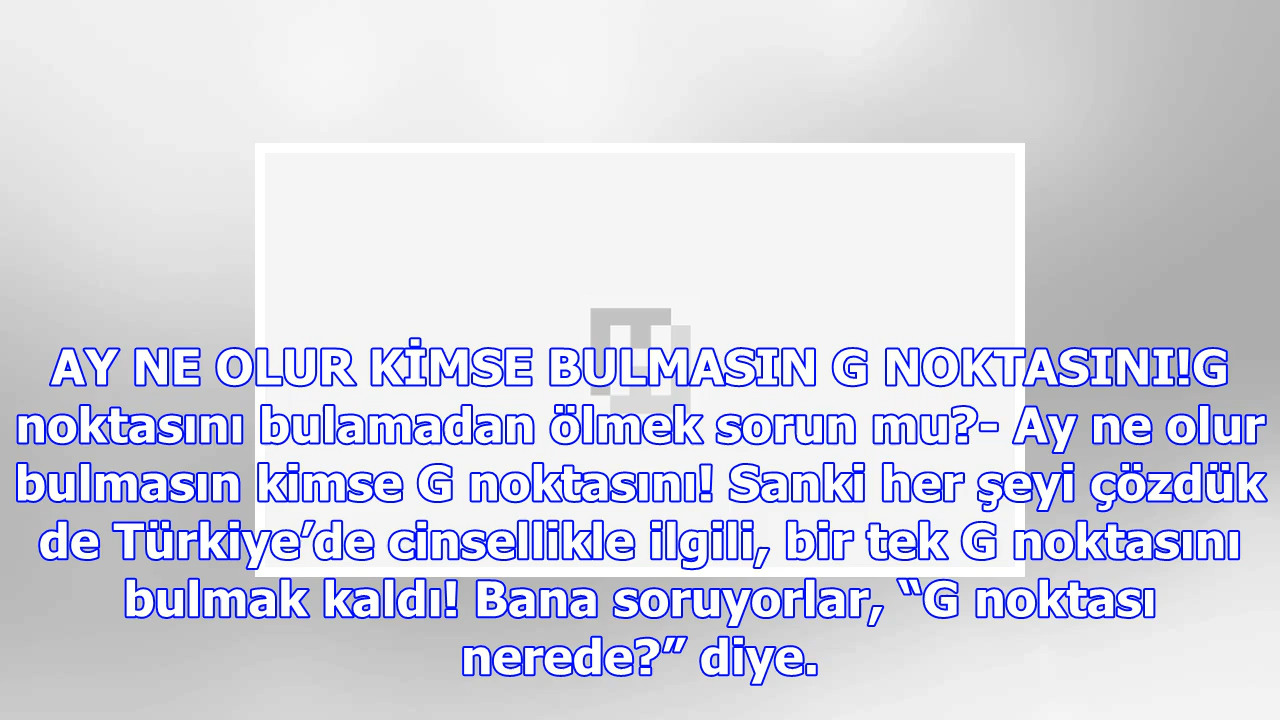 AY NE OLUR KİMSE BULMASIN G NOKTASINI!G
noktasını bulamadan ölmek sorun mu?- Ay ne olur
bulmasın kimse G noktasını! Sanki her şeyi çözdük
de Türkiye’de cinsellikle ilgili, bir tek G noktasını
bulmak kaldı! Bana soruyorlar, “G noktası
nerede?” diye.